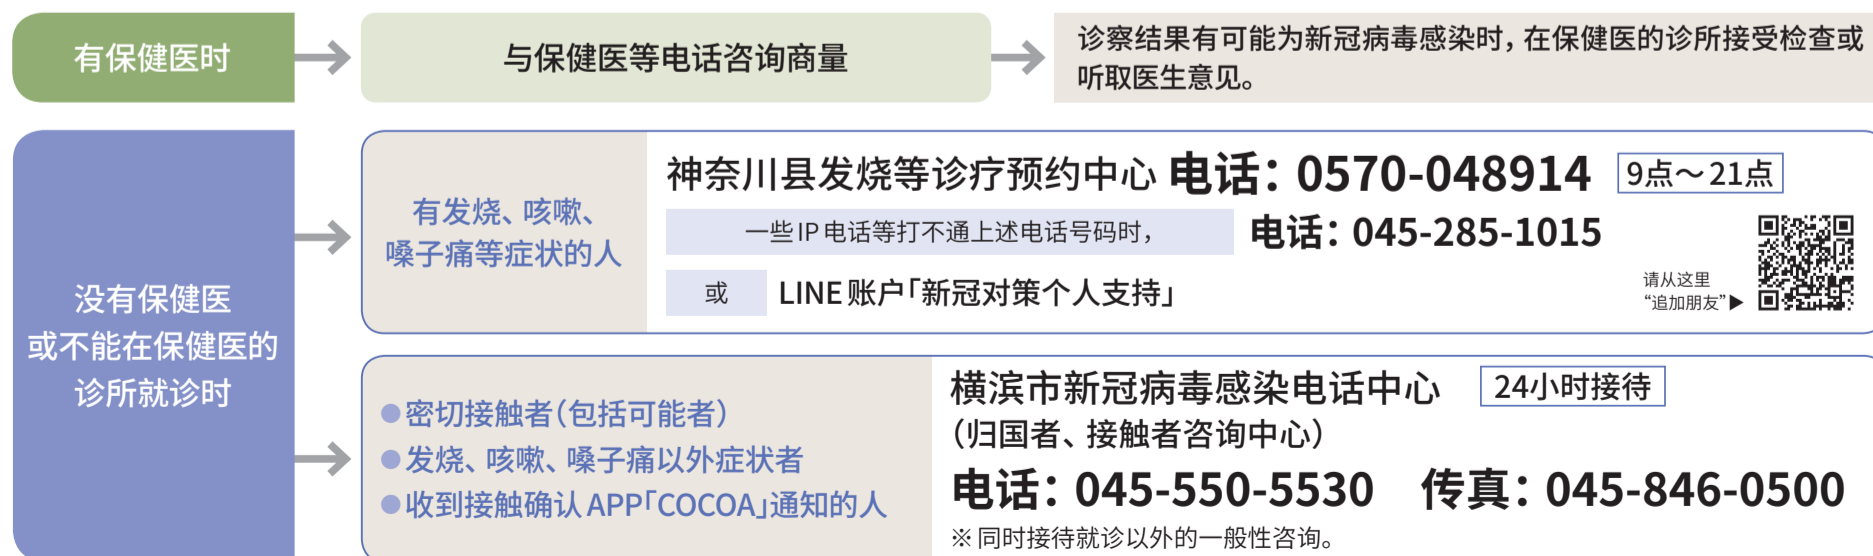 有保健医时
与保健医等电话咨询商量
诊察结果有可能为新冠病毒感染时,在保健医的诊所接受检查或
听取医生意见。
没有保健医
或不能在保健医的
诊所就诊时
有发烧、咳嗽、
嗓子痛等症状的人
神奈川县发烧等诊疗预约中心 电话：0570-048914 9点～21点
一些IP电话等打不通上述电话号码时， 电话：045-285-1015
或 LINE账户「新冠对策个人支持」
请从这里
“追加朋友”▶
●密切接触者(包括可能者)
●发烧、咳嗽、嗓子痛以外症状者
●收到接触确认APP「COCOA」通知的人
横滨市新冠病毒感染电话中心 24小时接待
(归国者、接触者咨询中心)
电话：045-550-5530 传真：045-846-0500
※同时接待就诊以外的一般性咨询。